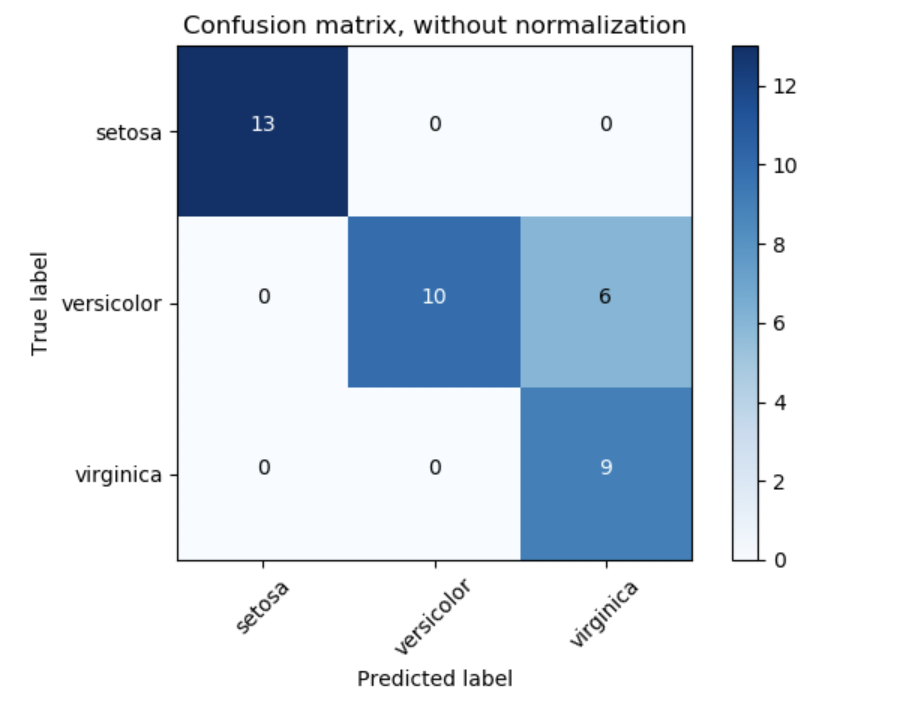 Confusion matrix, without normalization
setosa
13
0
0
versicolor
0
10
6
virginica
0
0
9
True label
setosa
versicolor
virginica
Predicted label
12
10
8
6
4
2
0